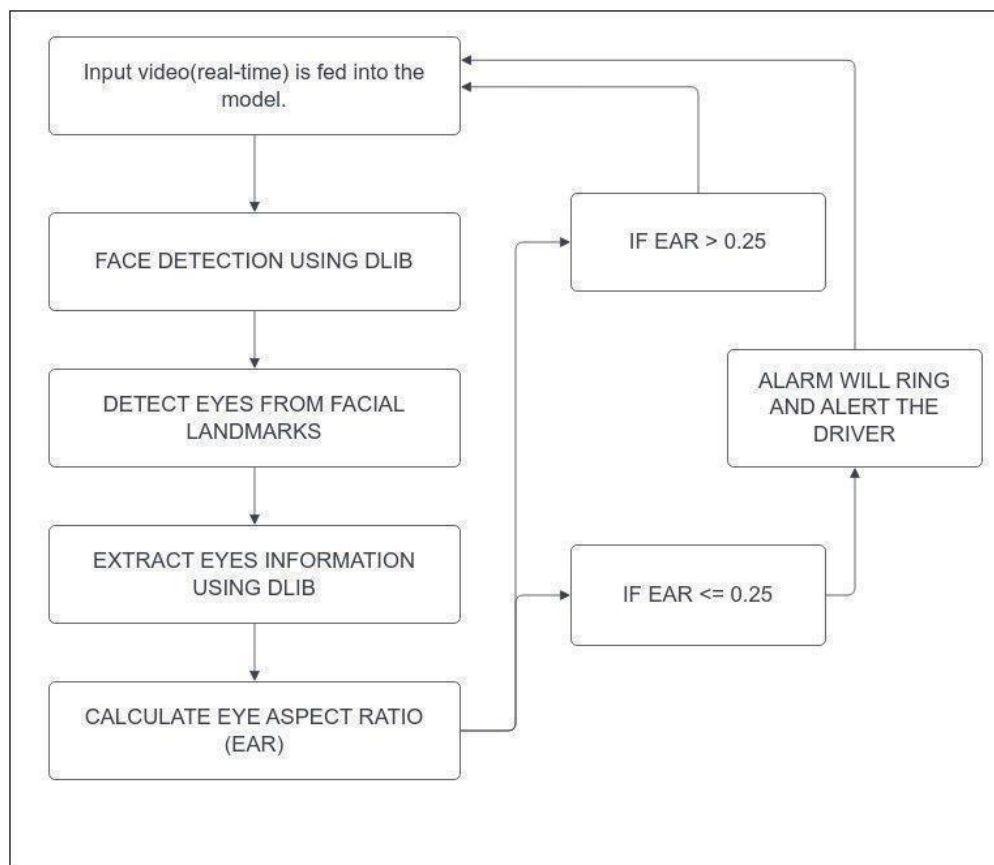 Input video(real-time) is fed into the
model.
FACE DETECTION USING DLIB
DETECT EYES FROM FACIAL
LANDMARKS
EXTRACT EYES INFORMATION
USING DLIB
CALCULATE EYE ASPECT RATIO
(EAR)
IF EAR > 0.25
IF EAR <= 0.25
ALARM WILL RING
AND ALERT THE
DRIVER